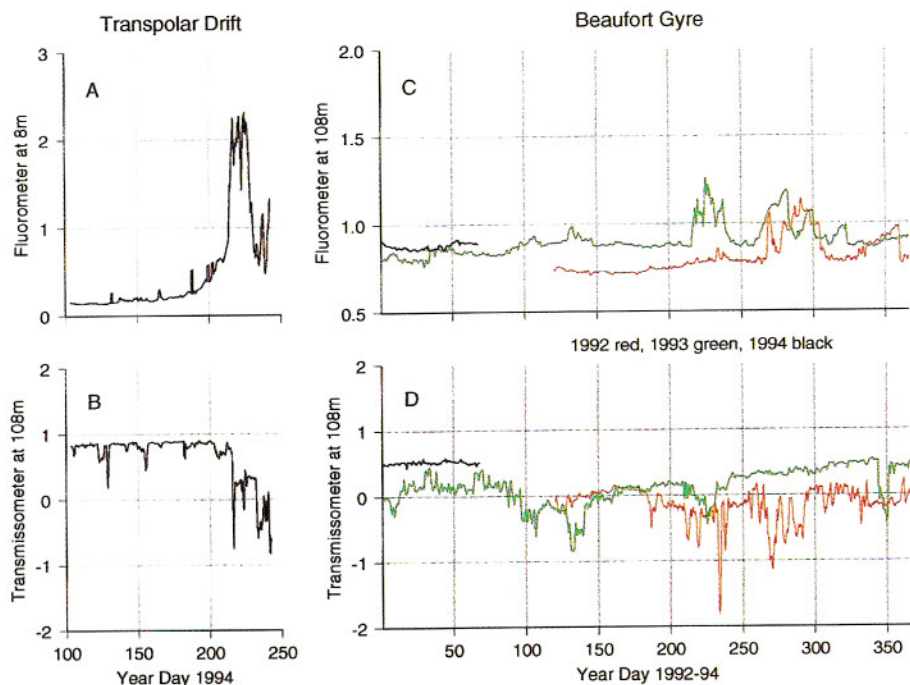 Transpolar Drift
Beaufort Gyre
Fluorometer at 8m
3
2
1
0
A
Fluorometer at 108m
2.0
1.5
1.0
0.5
C
1992 red, 1993 green, 1994 black
Transmissometer at 108m
2
1
0
-1
-2
B
100 150 200 250
Year Day 1994
Transmissometer at 108m
2
1
0
-1
-2
D
50 100 150 200 250 300 350
Year Day 1992-94